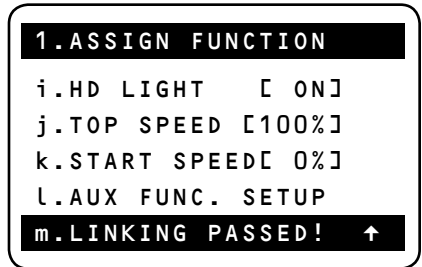 1.ASSIGN FUNCTION
i.HD LIGHT [ ON]
j.TOP SPEED [100%]
k.START SPEED[ 0%]
l.AUX FUNC. SETUP
m.LINKING PASSED! ↑